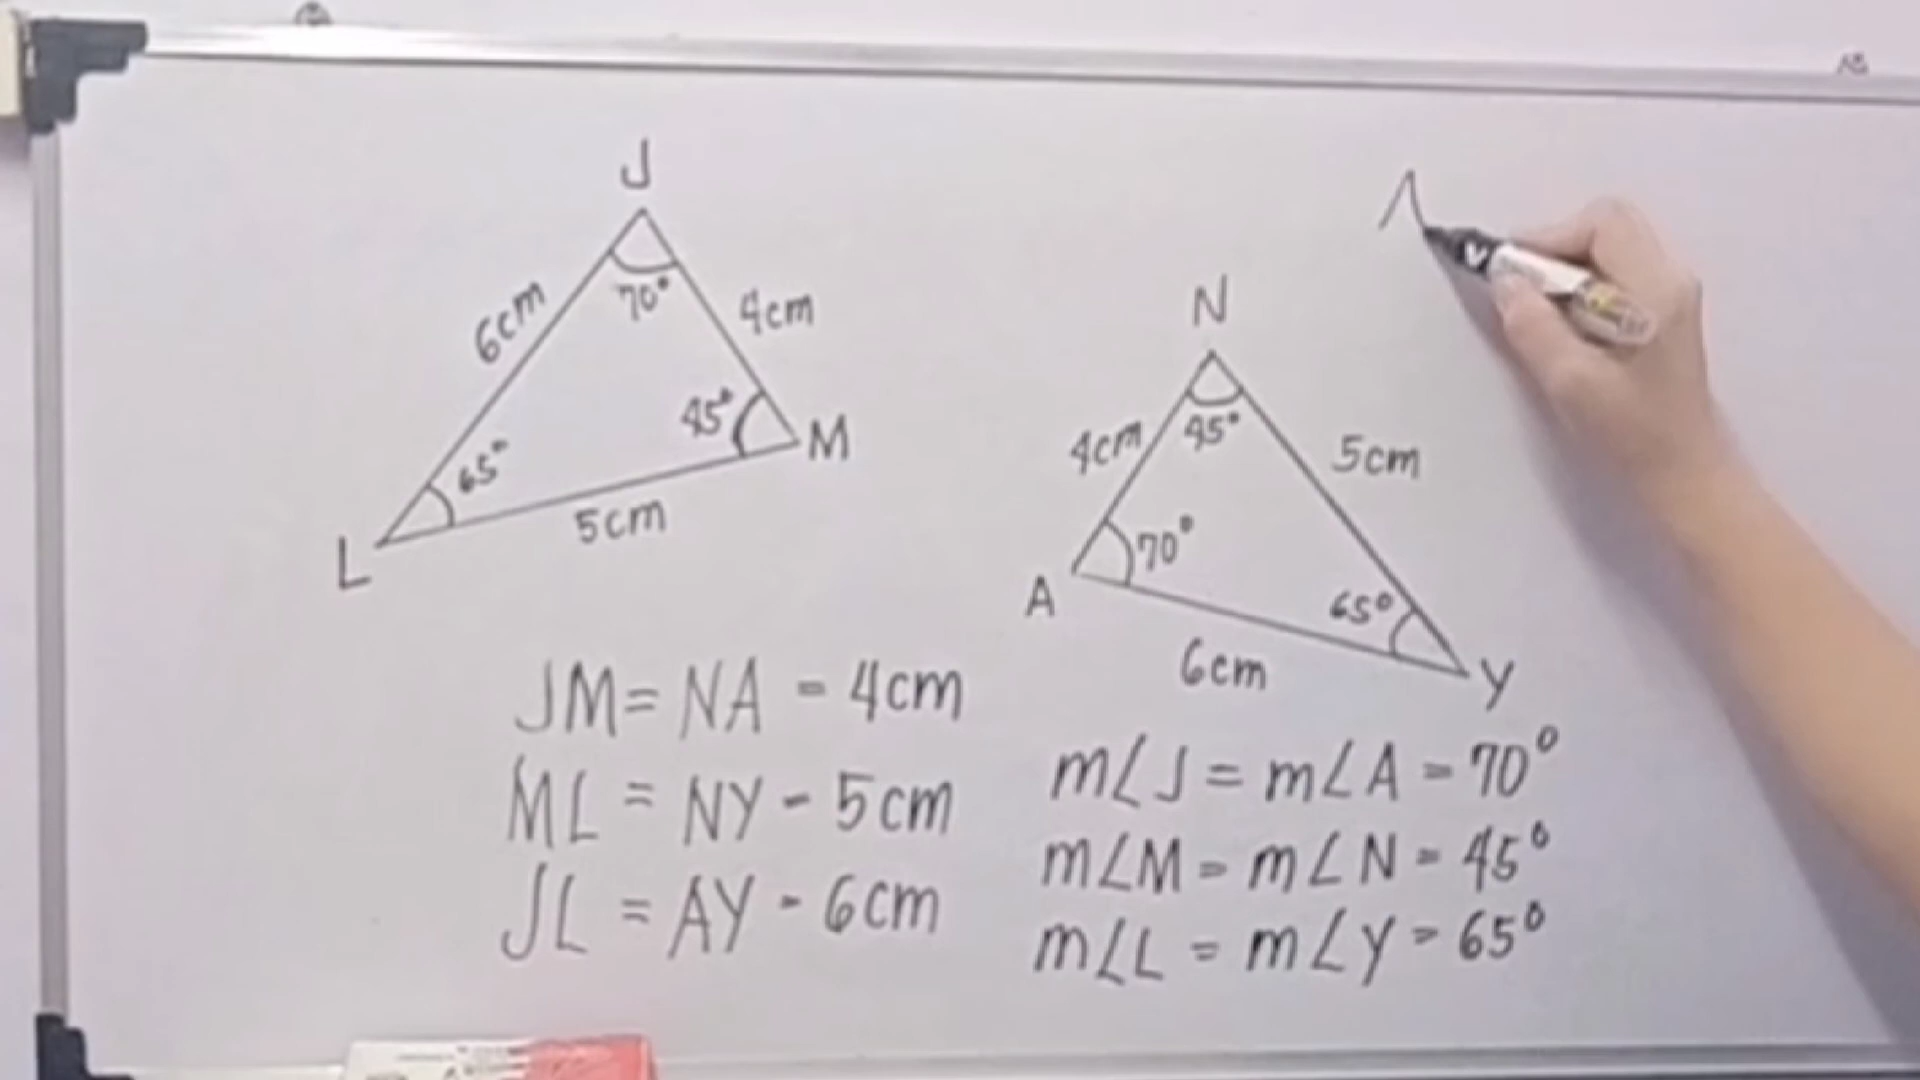 J
6cm
70°
4cm
45°
M
65°
5cm
L
N
4cm
45°
5cm
70°
A
65°
6cm
Y
JM = NA - 4cm
ML = NY - 5cm
JL = AY - 6cm
m∠J = m∠A = 70°
m∠M = m∠N = 45°
m∠L = m∠Y = 65°